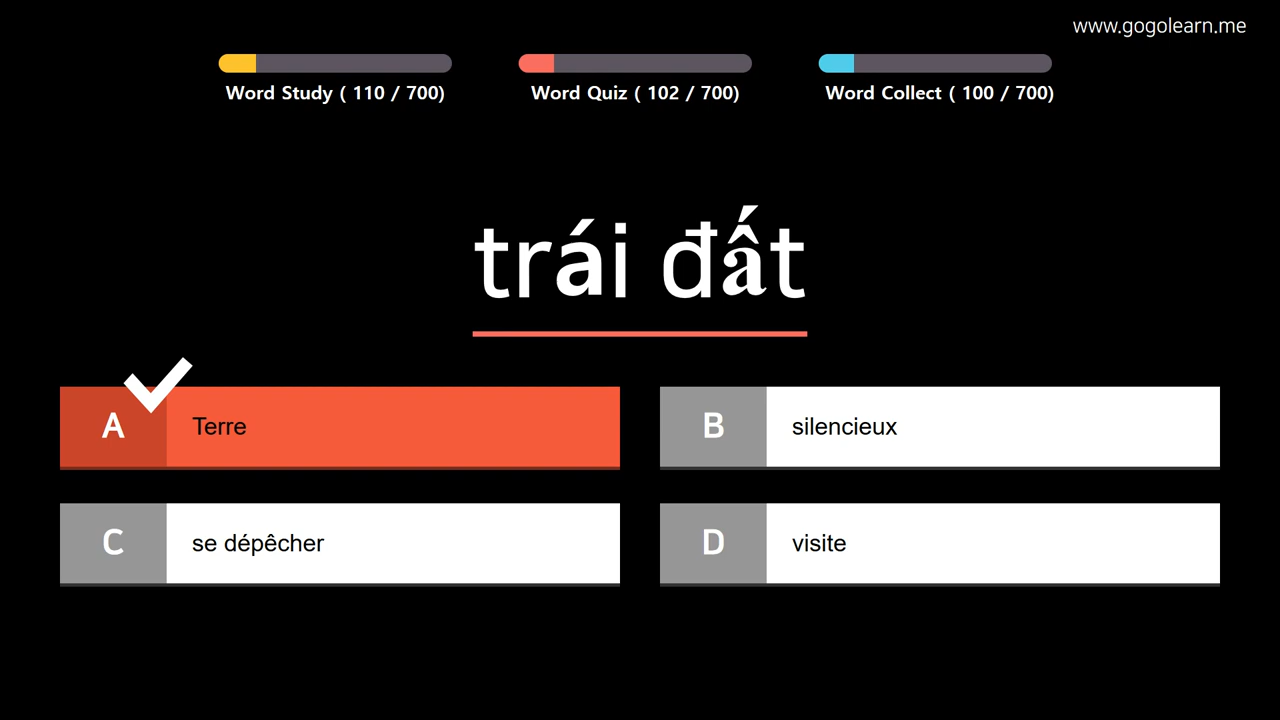 www.gogolearn.me
Word Study ( 110 / 700)
Word Quiz ( 102 / 700)
Word Collect ( 100 / 700)
trái đất
A Terre
B silencieux
C se dépêcher
D visite